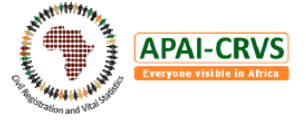 APAI-CRVS
Everyone visible in Africa
Civil Registration and Vital Statistics